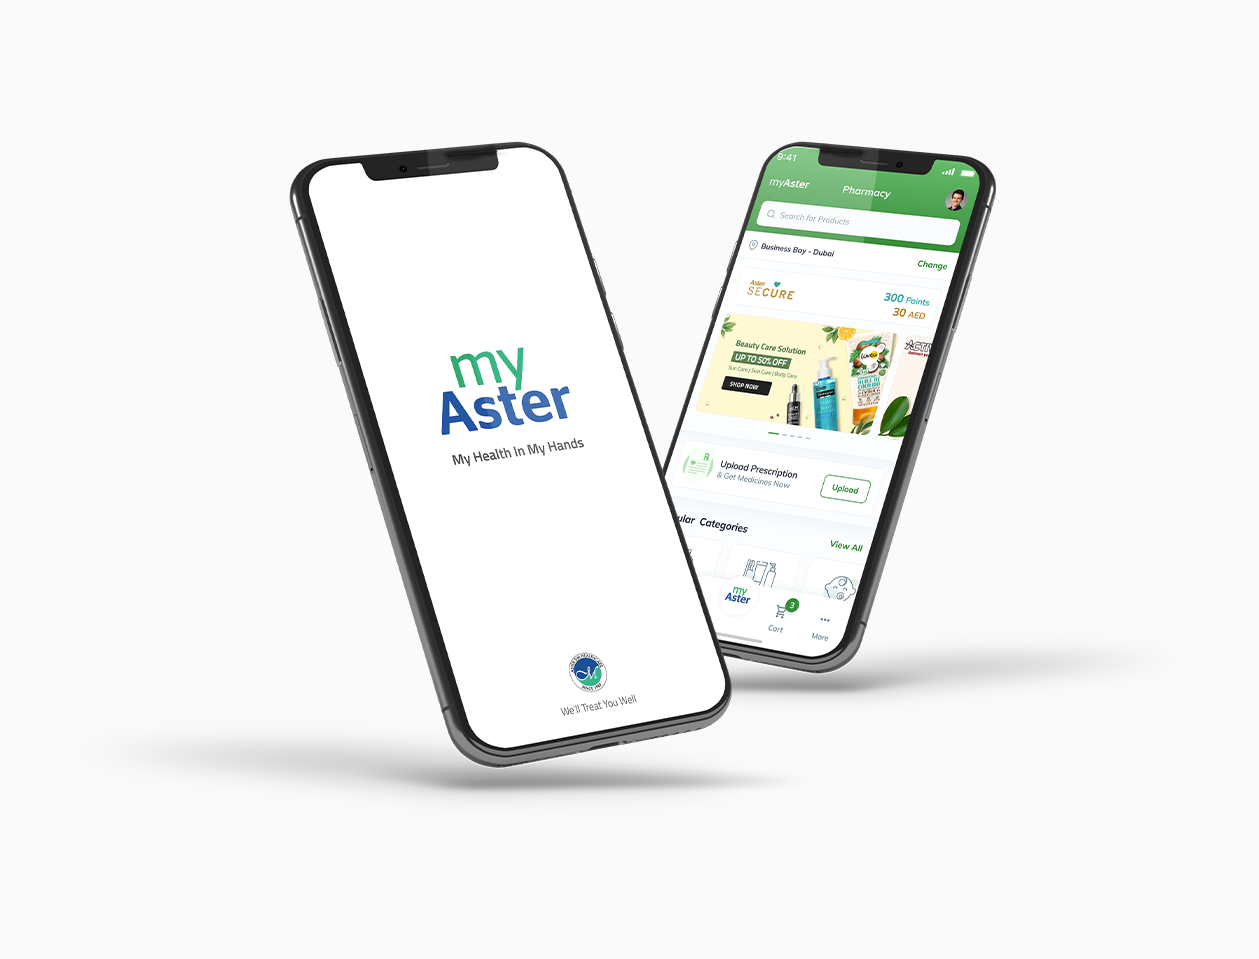 my
Aster
My Health In My Hands
We'll Treat You Well
9:41
myAster
Pharmacy
Search for Products
Business Bay - Dubai
Change
Aster
SECURE
300 Points
30 AED
Beauty Care Solution
UP TO 50% OFF
Sun Care | Skin Care | Body Care
SHOP NOW
Upload Prescription
& Get Medicines Now
Upload
Categories
View All
my
Aster
3
Cart
More